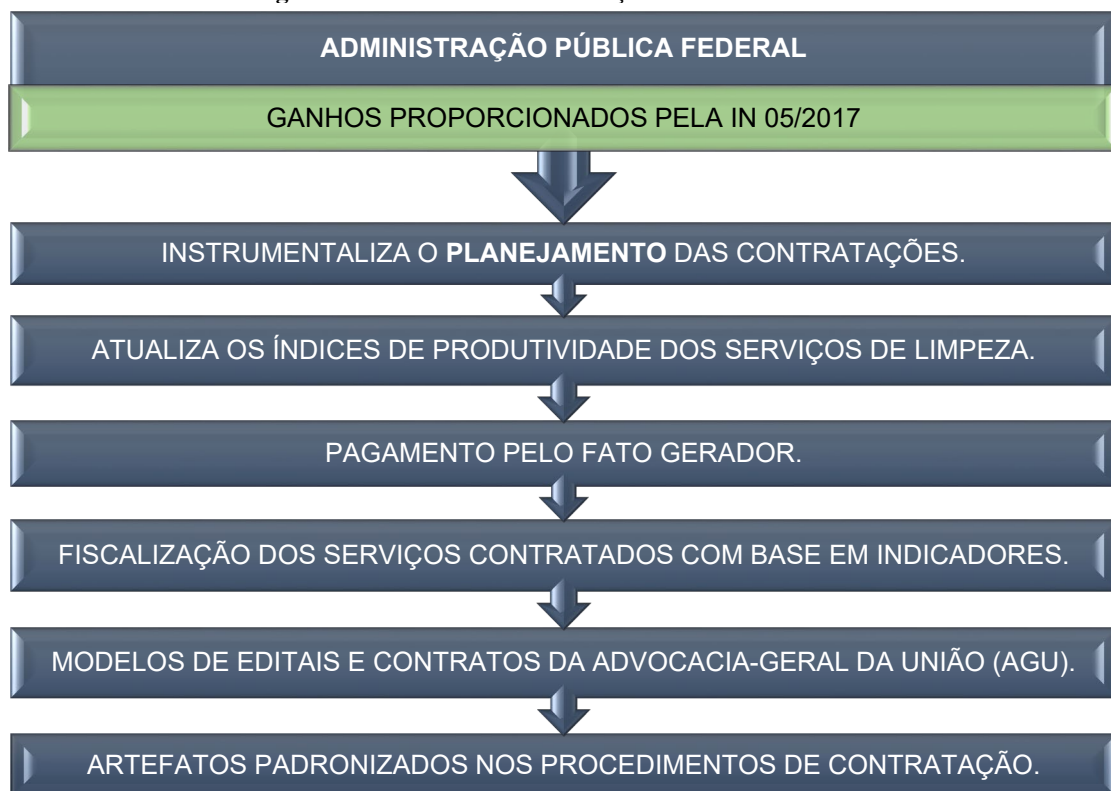 ADMINISTRAÇÃO PÚBLICA FEDERAL
GANHOS PROPORCIONADOS PELA IN 05/2017
INSTRUMENTALIZA O PLANEJAMENTO DAS CONTRATAÇÕES.
ATUALIZA OS ÍNDICES DE PRODUTIVIDADE DOS SERVIÇOS DE LIMPEZA.
PAGAMENTO PELO FATO GERADOR.
FISCALIZAÇÃO DOS SERVIÇOS CONTRATADOS COM BASE EM INDICADORES.
MODELOS DE EDITAIS E CONTRATOS DA ADVOCACIA-GERAL DA UNIÃO (AGU).
ARTEFATOS PADRONIZADOS NOS PROCEDIMENTOS DE CONTRATAÇÃO.